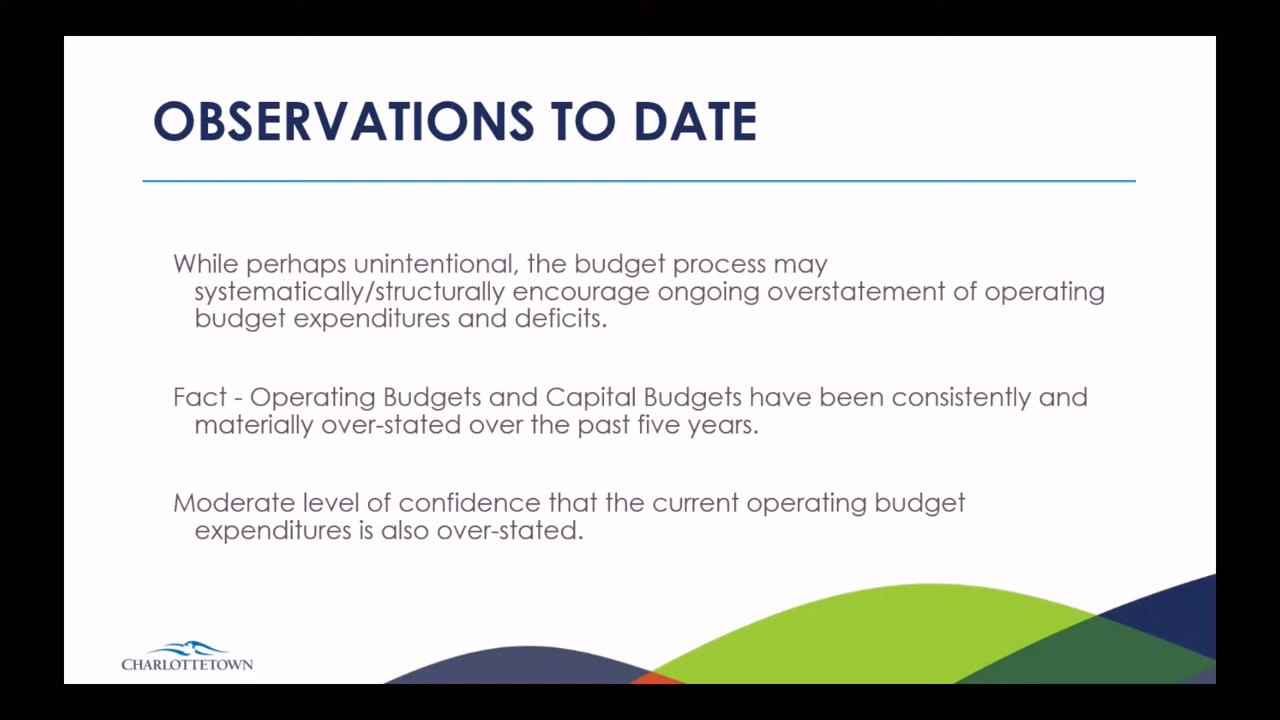 OBSERVATIONS TO DATE
While perhaps unintentional, the budget process may
systematically/structurally encourage ongoing overstatement of operating
budget expenditures and deficits.
Fact - Operating Budgets and Capital Budgets have been consistently and
materially over-stated over the past five years.
Moderate level of confidence that the current operating budget
expenditures is also over-stated.
CHARLOTTETOWN